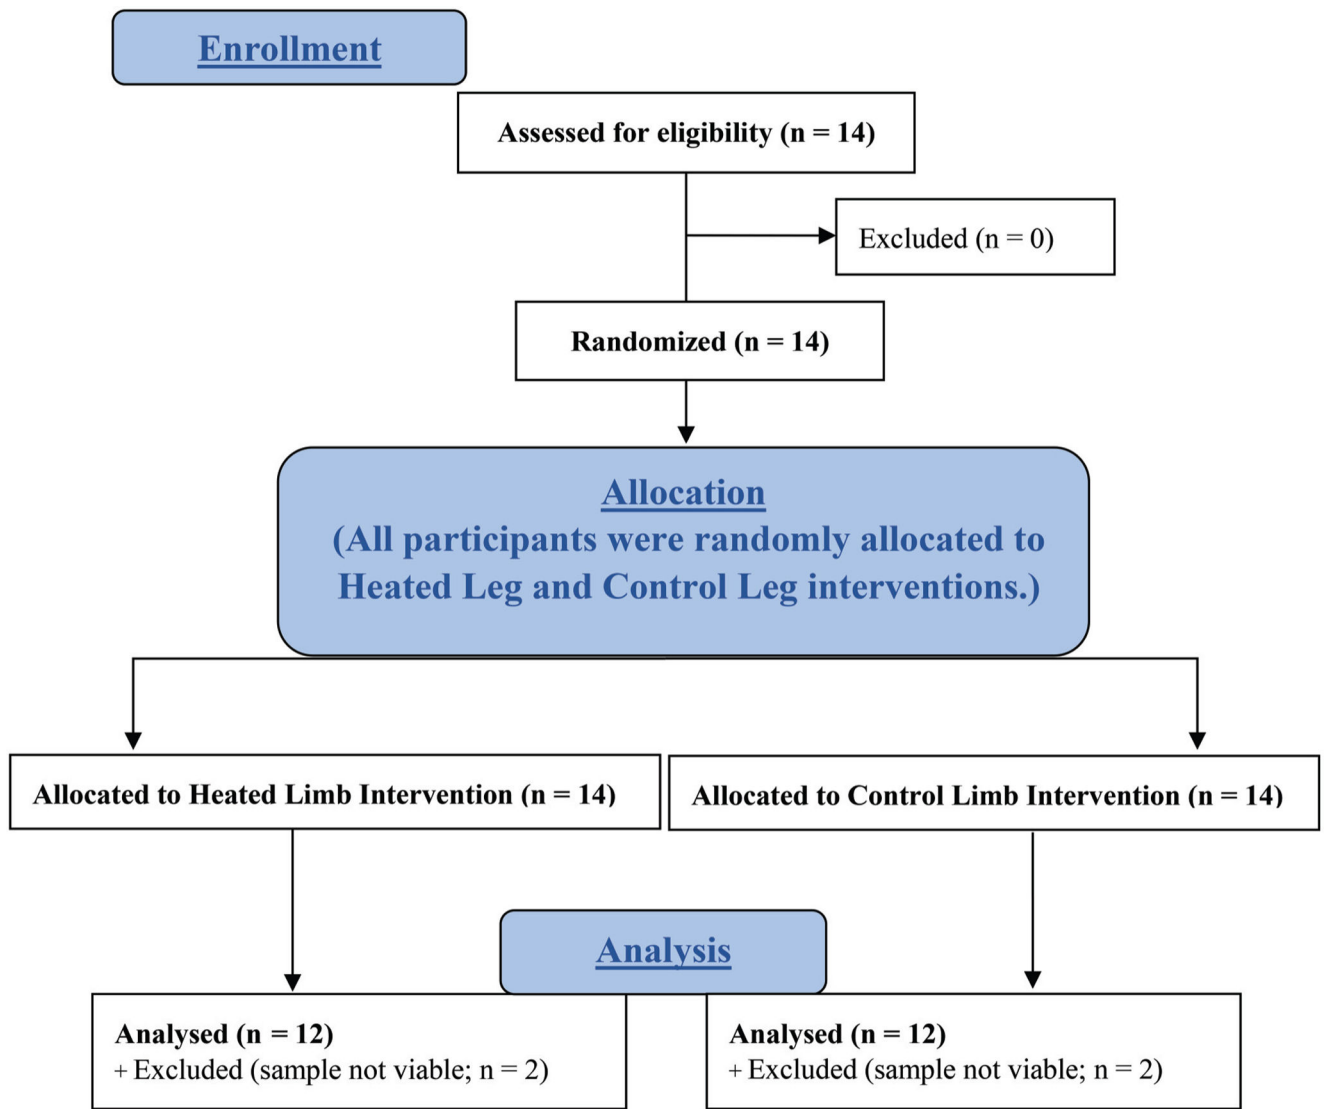 Enrollment
Assessed for eligibility (n = 14)
Excluded (n = 0)
Randomized (n = 14)
Allocation
(All participants were randomly allocated to
Heated Leg and Control Leg interventions.)
Allocated to Heated Limb Intervention (n = 14)
Allocated to Control Limb Intervention (n = 14)
Analysis
Analysed (n = 12)
+ Excluded (sample not viable; n = 2)
Analysed (n = 12)
+ Excluded (sample not viable; n = 2)